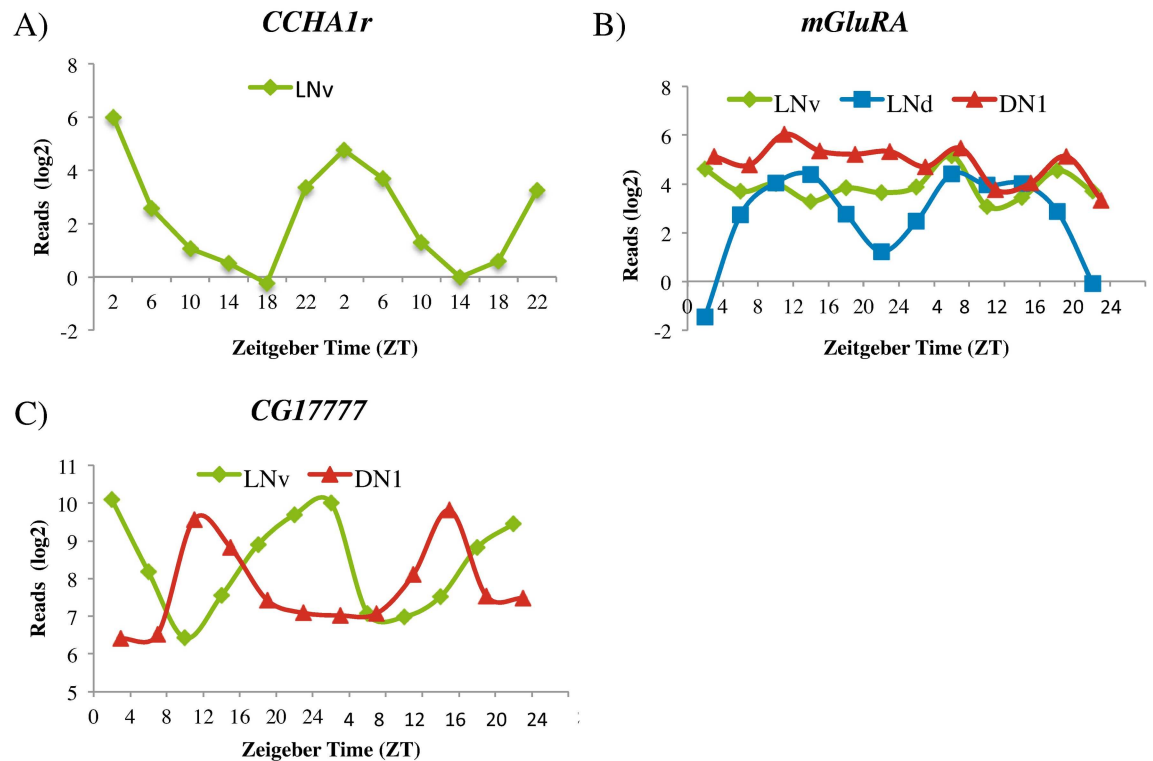 A)
CCHA1r
LNv
Reads (log2)
8
6
4
2
0
-2
2 6 10 14 18 22 2 6 10 14 18 22
Zeitgeber Time (ZT)
B)
mGluRA
LNv LNd DN1
Reads (log2)
8
6
4
2
0
-2
0 4 8 12 16 20 24 4 8 12 16 20 24
Zeitgeber Time (ZT)
C)
CG17777
LNv DN1
Reads (log2)
11
10
9
8
7
6
5
0 4 8 12 16 20 24 4 8 12 16 20 24
Zeigeber Time (ZT)